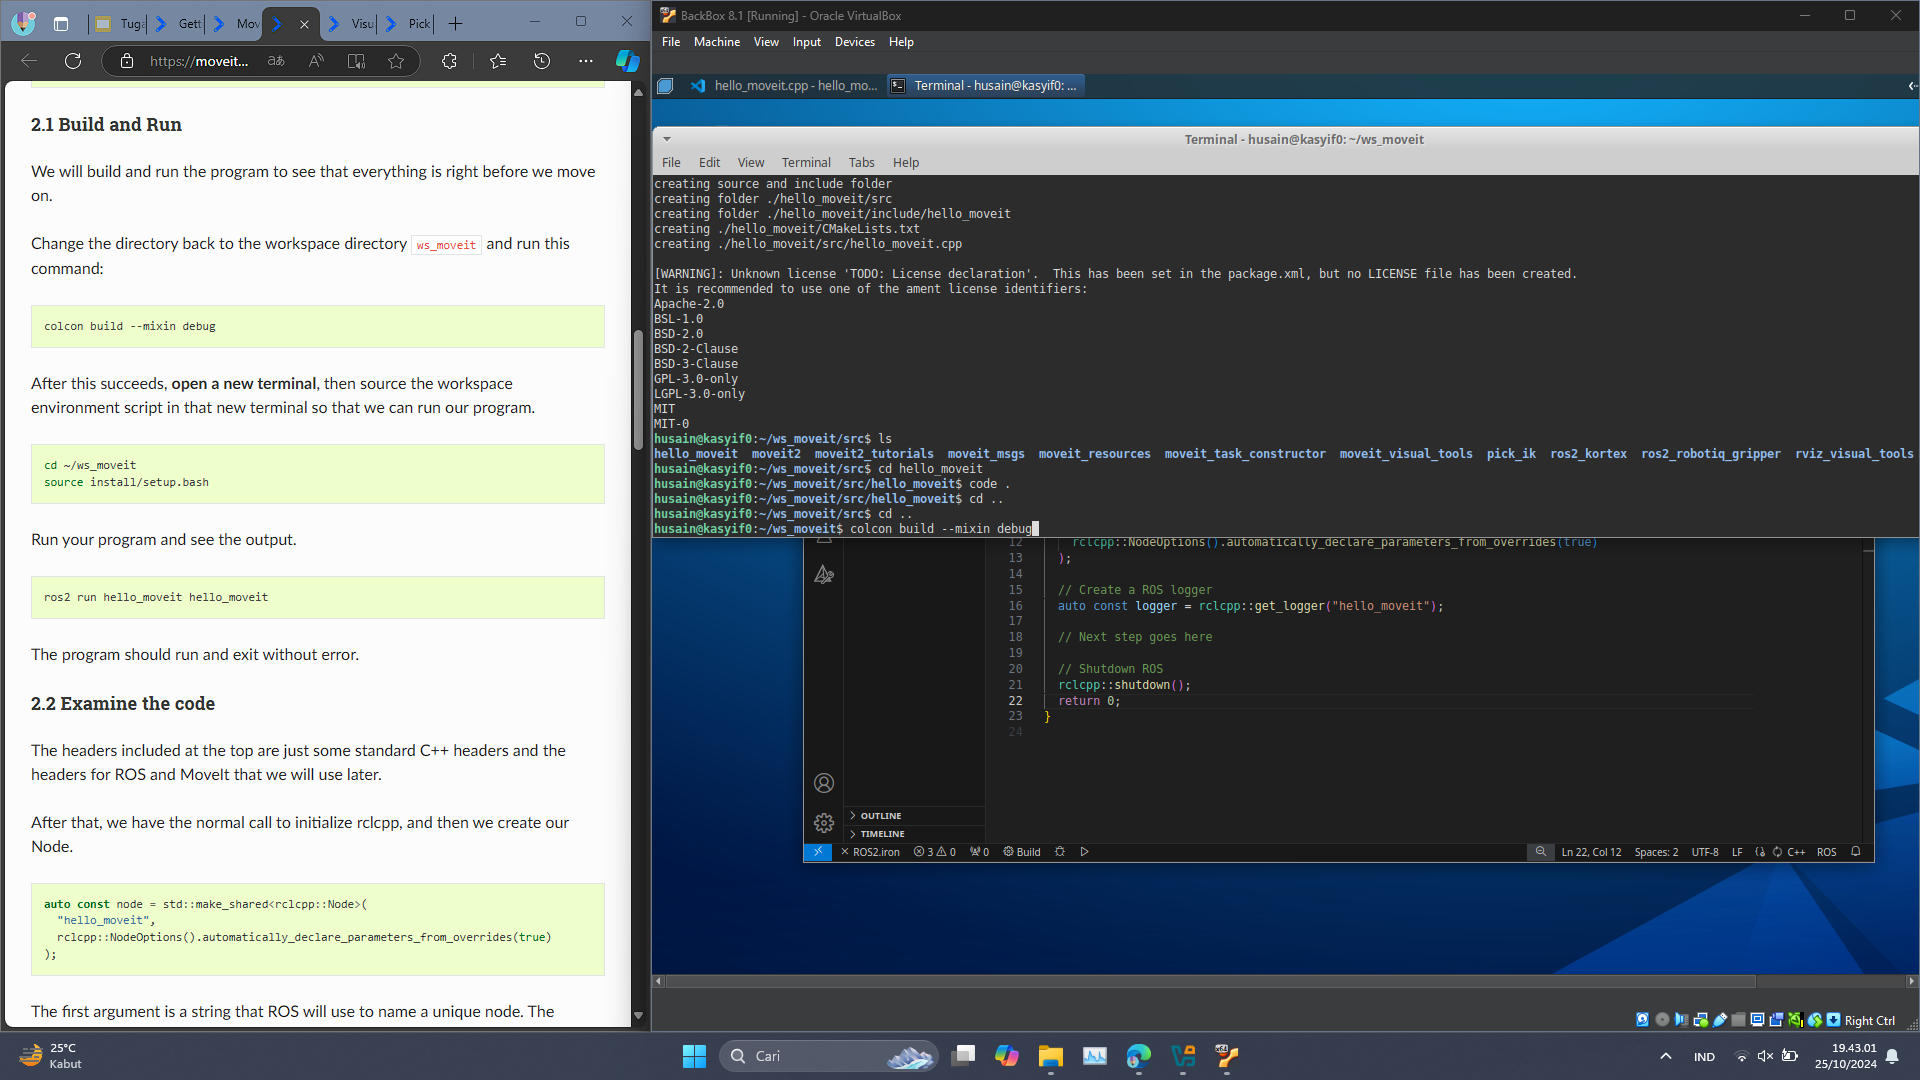 Tuga
Gett
Mov
Visu
Pick
https://moveit...
2.1 Build and Run
We will build and run the program to see that everything is right before we move
on.
Change the directory back to the workspace directory ws_moveit and run this
command:
colcon build --mixin debug
After this succeeds, open a new terminal, then source the workspace
environment script in that new terminal so that we can run our program.
cd ~/ws_moveit
source install/setup.bash
Run your program and see the output.
ros2 run hello_moveit hello_moveit
The program should run and exit without error.
2.2 Examine the code
The headers included at the top are just some standard C++ headers and the
headers for ROS and MoveIt that we will use later.
After that, we have the normal call to initialize rclcpp, and then we create our
Node.
auto const node = std::make_shared<rclcpp::Node>(
"hello_moveit",
rclcpp::NodeOptions().automatically_declare_parameters_from_overrides(true)
);
The first argument is a string that ROS will use to name a unique node. The
BackBox 8.1 [Running] - Oracle VirtualBox
File Machine View Input Devices Help
hello_moveit.cpp - hello_mo...
Terminal - husain@kasyif0: ...
Terminal - husain@kasyif0: ~/ws_moveit
File Edit View Terminal Tabs Help
creating source and include folder
creating folder ./hello_moveit/src
creating folder ./hello_moveit/include/hello_moveit
creating ./hello_moveit/CMakeLists.txt
creating ./hello_moveit/src/hello_moveit.cpp
[WARNING]: Unknown license 'TODO: License declaration'.  This has been set in the package.xml, but no LICENSE file has been created.
It is recommended to use one of the ament license identifiers:
Apache-2.0
BSL-1.0
BSD-2.0
BSD-2-Clause
BSD-3-Clause
GPL-3.0-only
LGPL-3.0-only
MIT
MIT-0
husain@kasyif0:~/ws_moveit/src$ ls
hello_moveit moveit2 moveit2_tutorials moveit_msgs moveit_resources moveit_task_constructor moveit_visual_tools pick_ik ros2_kortex ros2_robotiq_gripper rviz_visual_tools
husain@kasyif0:~/ws_moveit/src$ cd hello_moveit
husain@kasyif0:~/ws_moveit/src/hello_moveit$ code .
husain@kasyif0:~/ws_moveit/src/hello_moveit$ cd ..
husain@kasyif0:~/ws_moveit/src$ cd ..
husain@kasyif0:~/ws_moveit$ colcon build --mixin debug
12 rclcpp::NodeOptions().automatically_declare_parameters_from_overrides(true)
13 );
14
15 // Create a ROS logger
16 auto const logger = rclcpp::get_logger("hello_moveit");
17
18 // Next step goes here
19
20 // Shutdown ROS
21 rclcpp::shutdown();
22 return 0;
23 }
24
OUTLINE
TIMELINE
ROS2.iron 3 0 0 Build
Ln 22, Col 12 Spaces: 2 UTF-8 LF C++ ROS
Right Ctrl
25°C
Kabut
Cari
IND
19.43.01
25/10/2024